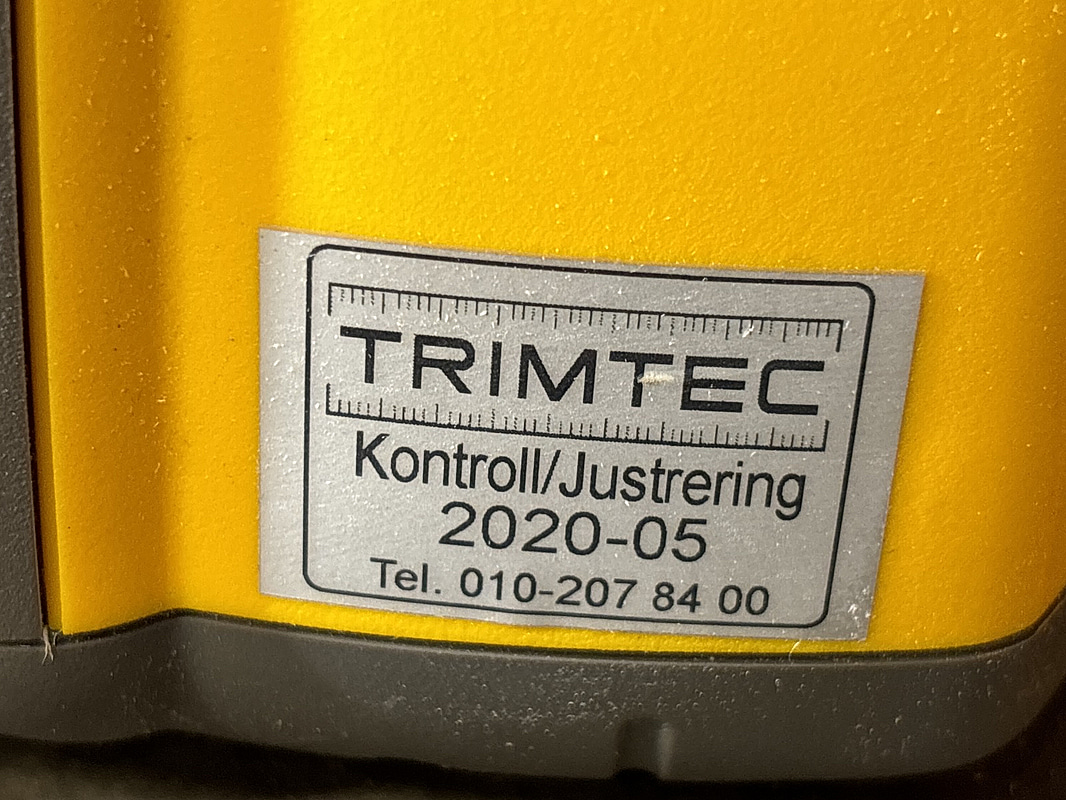 TRIMTEC
Kontroll/Justrering
2020-05
Tel. 010-207 84 00